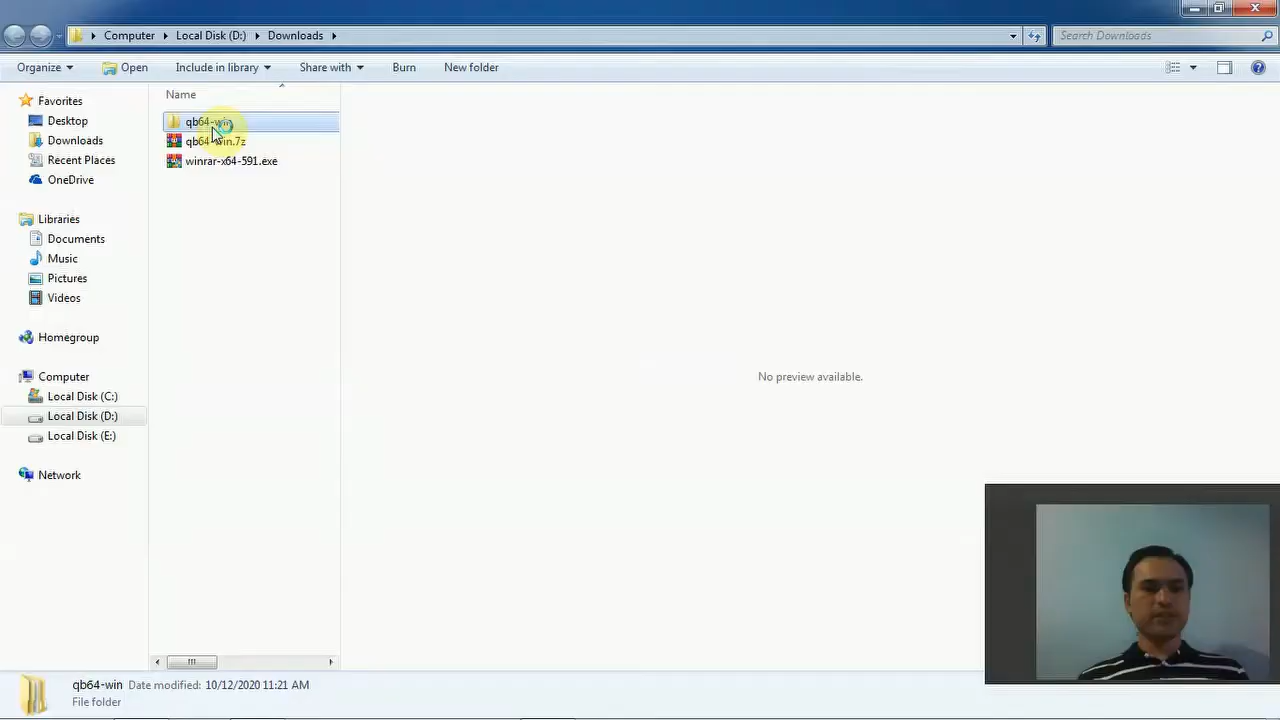 Computer Local Disk (D:) Downloads
Search Downloads
Organize Open Include in library Share with Burn New folder
Name
Favorites
Desktop
Downloads
Recent Places
OneDrive
Libraries
Documents
Music
Pictures
Videos
Homegroup
Computer
Local Disk (C:)
Local Disk (D:)
Local Disk (E:)
Network
qb64-win
qb64-win.7z
winrar-x64-591.exe
No preview available.
qb64-win Date modified: 10/12/2020 11:21 AM
File folder